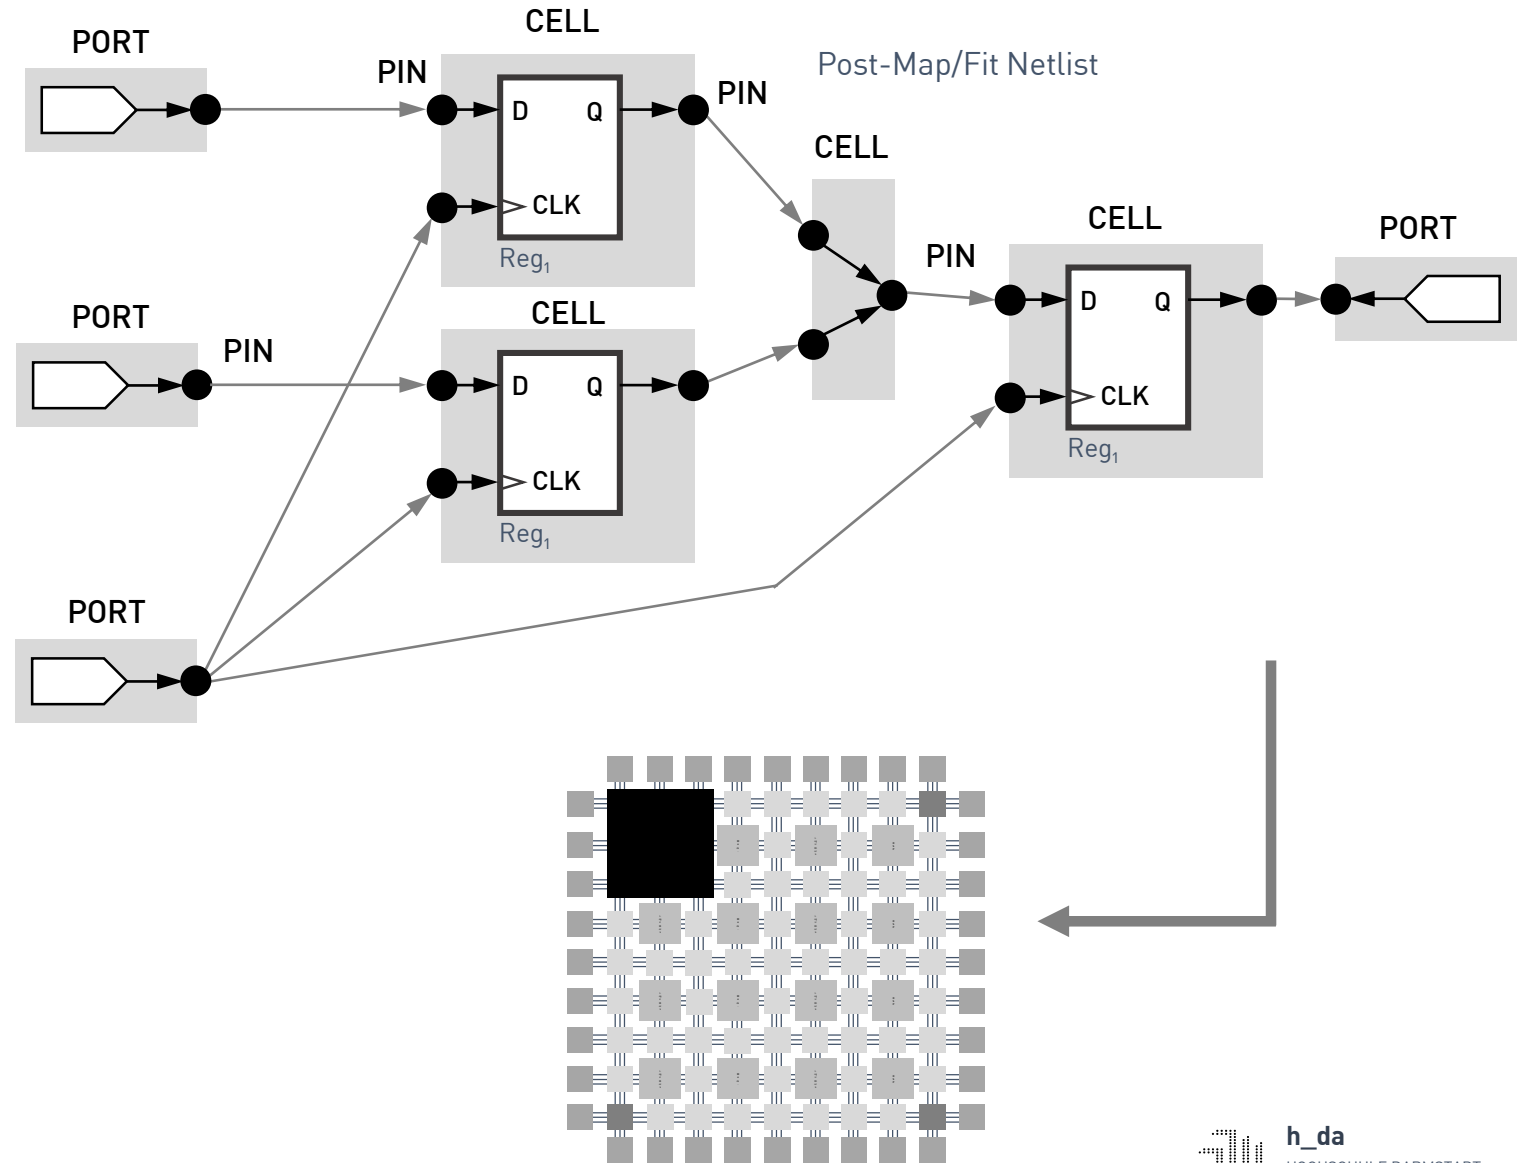 CELL
PORT
PIN
Post-Map/Fit Netlist
PIN
D Q
CLK
Reg₁
CELL
CELL
PORT
PIN
D Q
CLK
Reg₁
PORT
CELL
PIN
D Q
CLK
Reg₁
PORT
h_da